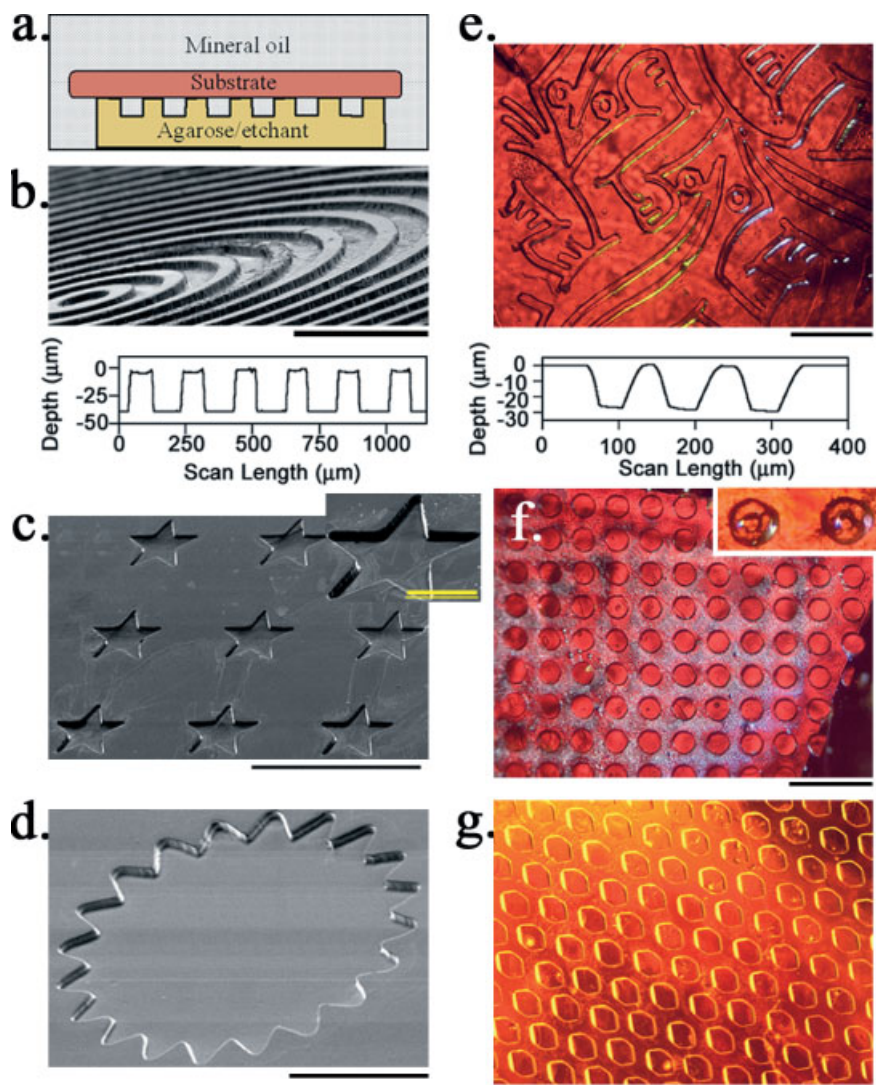 a.
Mineral oil
Substrate
Agarose/etchant
b.
Depth (μm)
0
-25
-50
0 250 500 750 1000
Scan Length (μm)
c.
d.
e.
Depth (μm)
0
-10
-20
-30
0 100 200 300 400
Scan Length (μm)
f.
g.